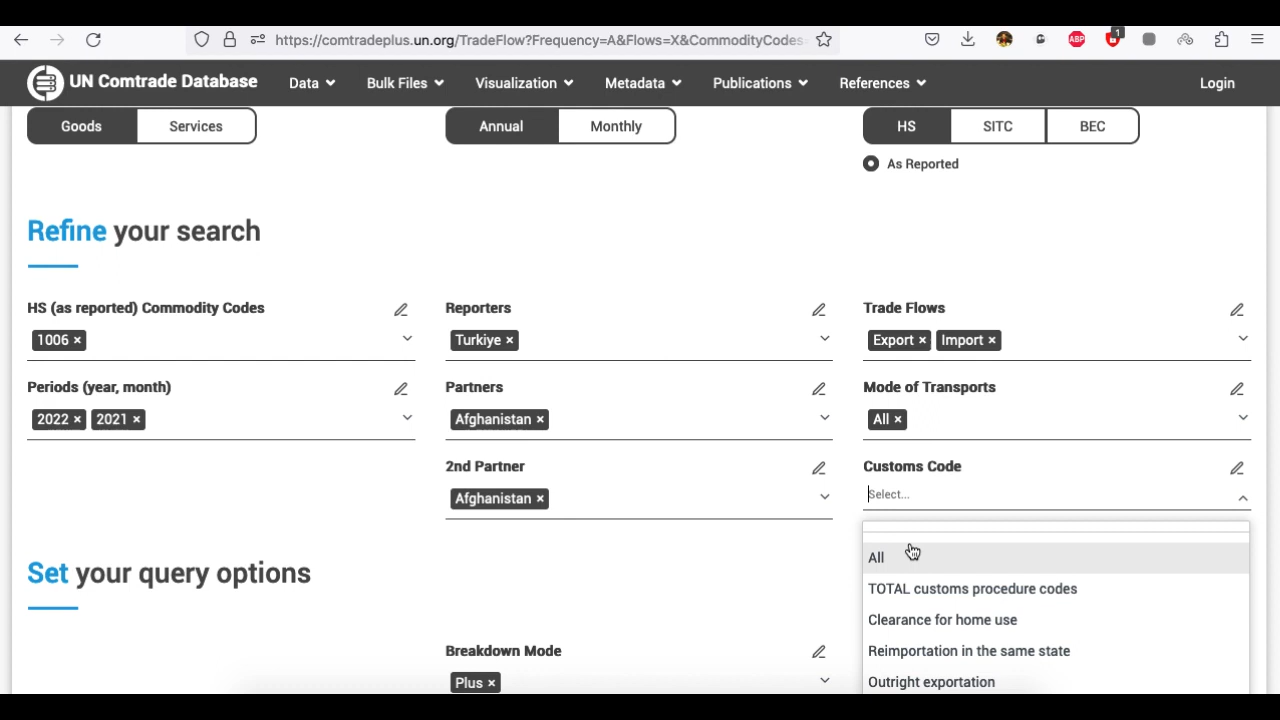 https://comtradeplus.un.org/TradeFlow?Frequency=A&Flows=X&CommodityCodes=
ABP
1
UN Comtrade Database Data Bulk Files Visualization Metadata Publications References Login
Goods Services Annual Monthly HS SITC BEC
As Reported
Refine your search
HS (as reported) Commodity Codes Reporters Trade Flows
1006 × Turkiye × Export × Import ×
Periods (year, month) Partners Mode of Transports
2022 × 2021 × Afghanistan × All ×
2nd Partner Customs Code
Afghanistan × Select...
All
Set your query options
TOTAL customs procedure codes
Clearance for home use
Breakdown Mode Reimportation in the same state
Plus × Outright exportation